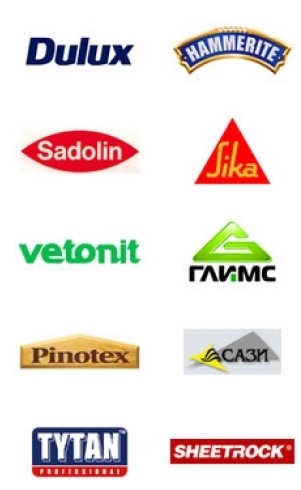 Dulux
HAMMERITE
Sadolin
Sika
vetonit
ГЛИМС
Pinotex
САЗИ
TYTAN
PROFESSIONAL
SHEETROCK®